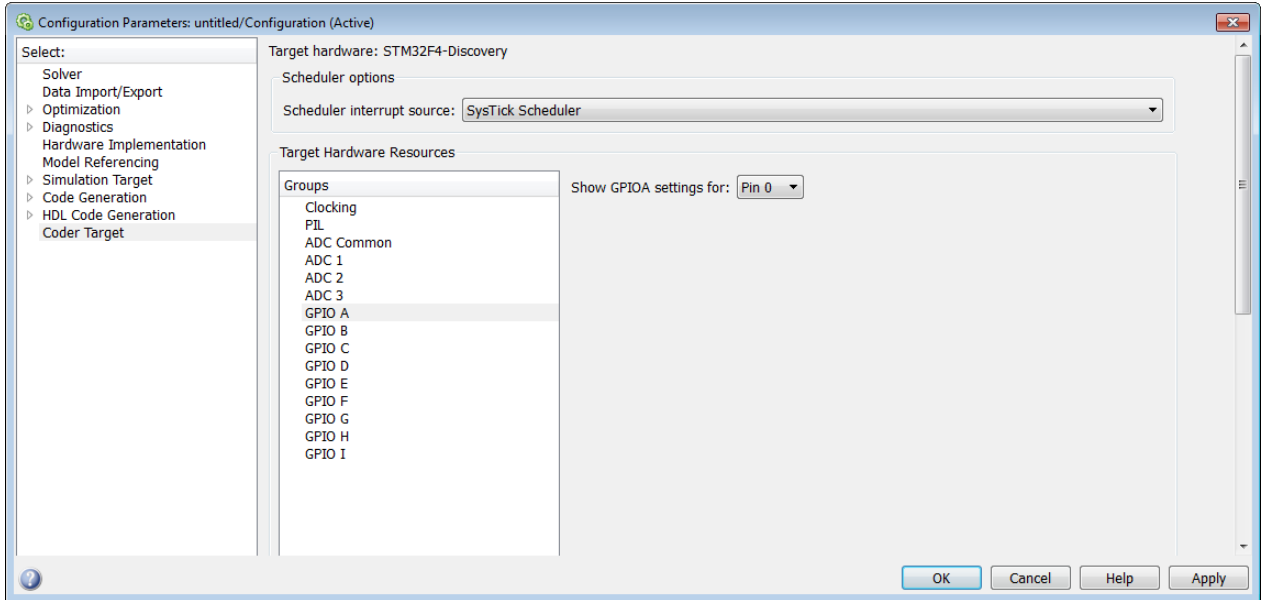 Configuration Parameters: untitled/Configuration (Active)
Select:
Solver
Data Import/Export
Optimization
Diagnostics
Hardware Implementation
Model Referencing
Simulation Target
Code Generation
HDL Code Generation
Coder Target
Target hardware: STM32F4-Discovery
Scheduler options
Scheduler interrupt source: SysTick Scheduler
Target Hardware Resources
Groups
Clocking
PIL
ADC Common
ADC 1
ADC 2
ADC 3
GPIO A
GPIO B
GPIO C
GPIO D
GPIO E
GPIO F
GPIO G
GPIO H
GPIO I
Show GPIOA settings for: Pin 0
OK Cancel Help Apply